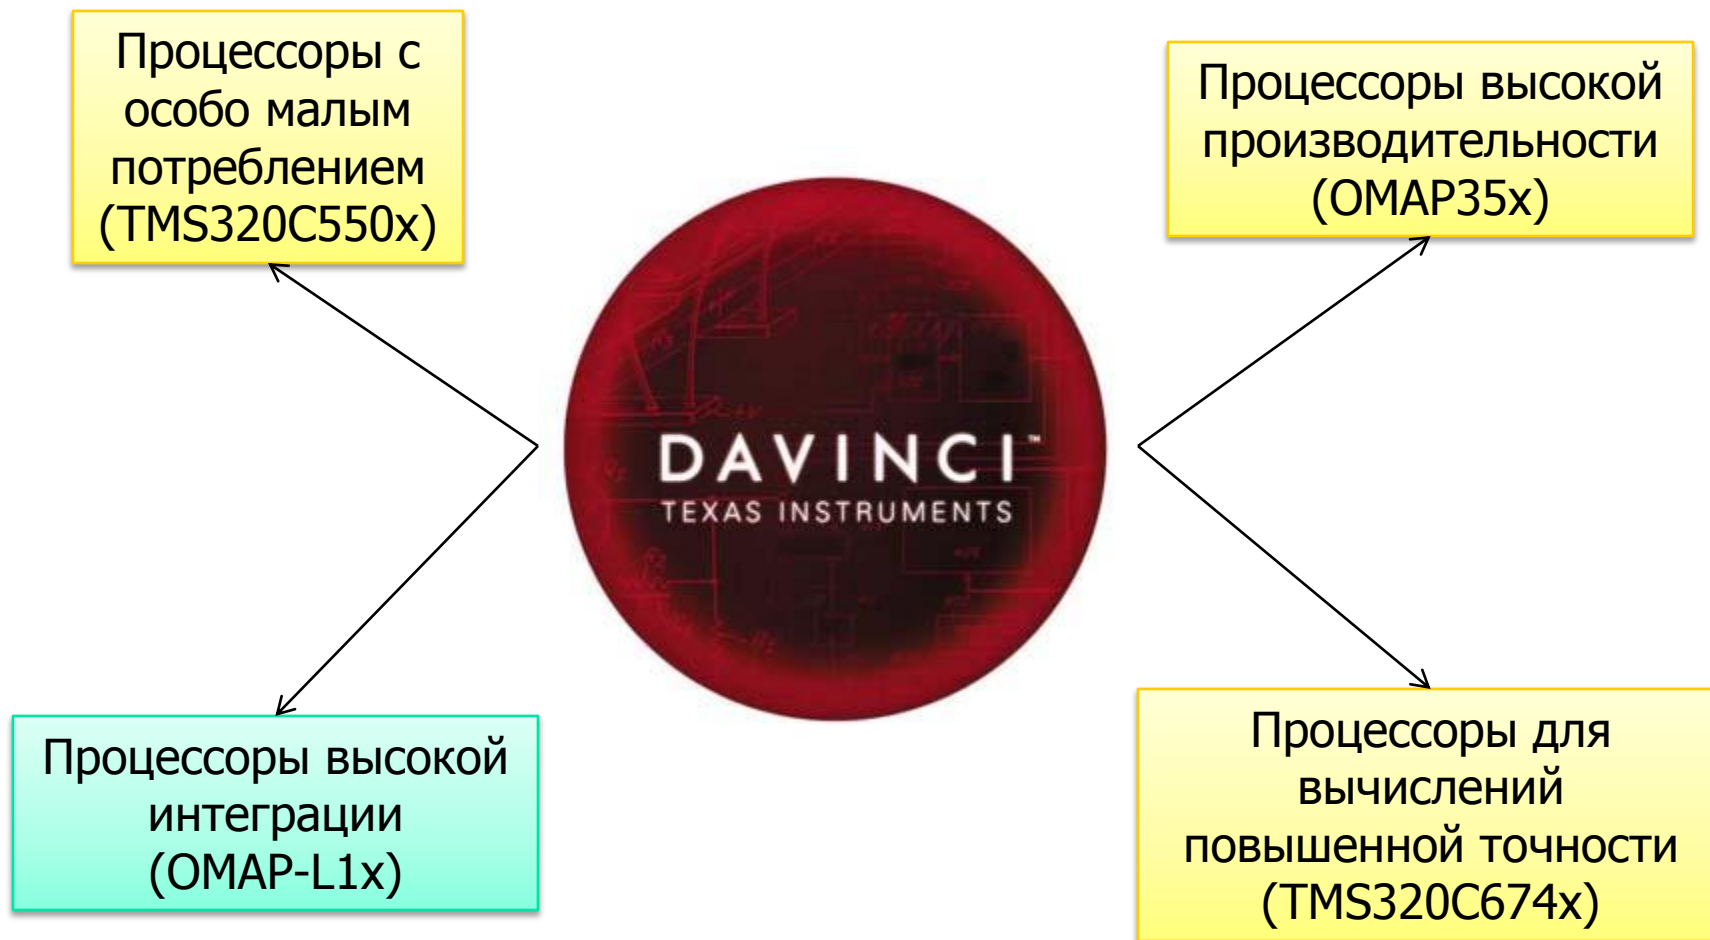 Процессоры с
особо малым
потреблением
(TMS320C550x)
Процессоры высокой
производительности
(OMAP35x)
DAVINCI™
TEXAS INSTRUMENTS
Процессоры высокой
интеграции
(OMAP-L1x)
Процессоры для
вычислений
повышенной точности
(TMS320C674x)